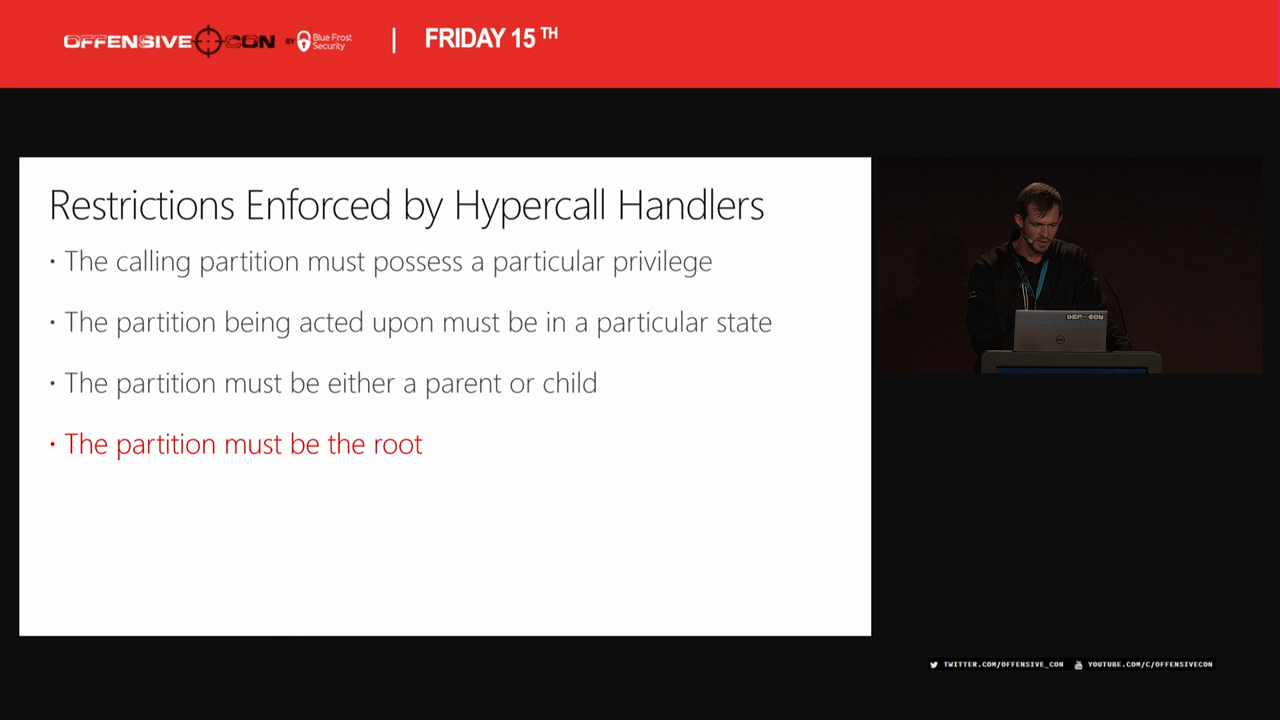 OFFENSIVE CON BY Blue Frost Security | FRIDAY 15 TH
Restrictions Enforced by Hypercall Handlers
• The calling partition must possess a particular privilege
• The partition being acted upon must be in a particular state
• The partition must be either a parent or child
• The partition must be the root
DEF-CON
TWITTER.COM/OFFENSIVE_CON YOUTUBE.COM/C/OFFENSIVECON